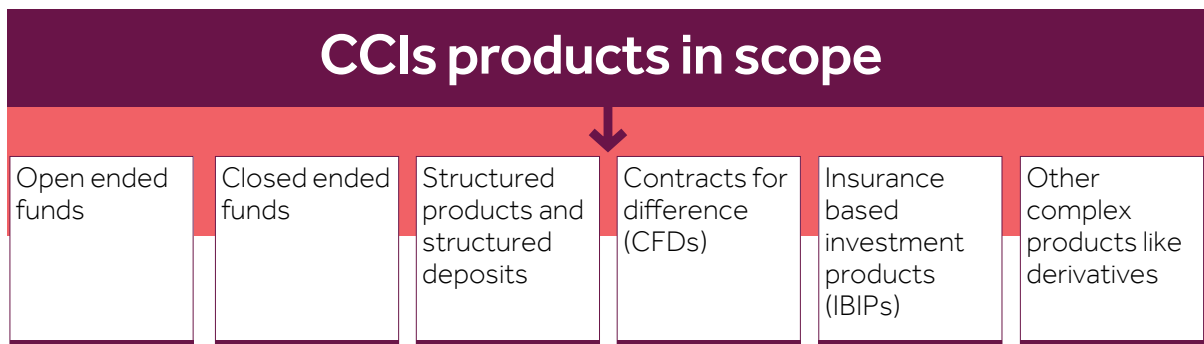 CCIs products in scope
Open ended
funds
Closed ended
funds
Structured
products and
structured
deposits
Contracts for
difference
(CFDs)
Insurance
based
investment
products
(IBIPs)
Other
complex
products like
derivatives